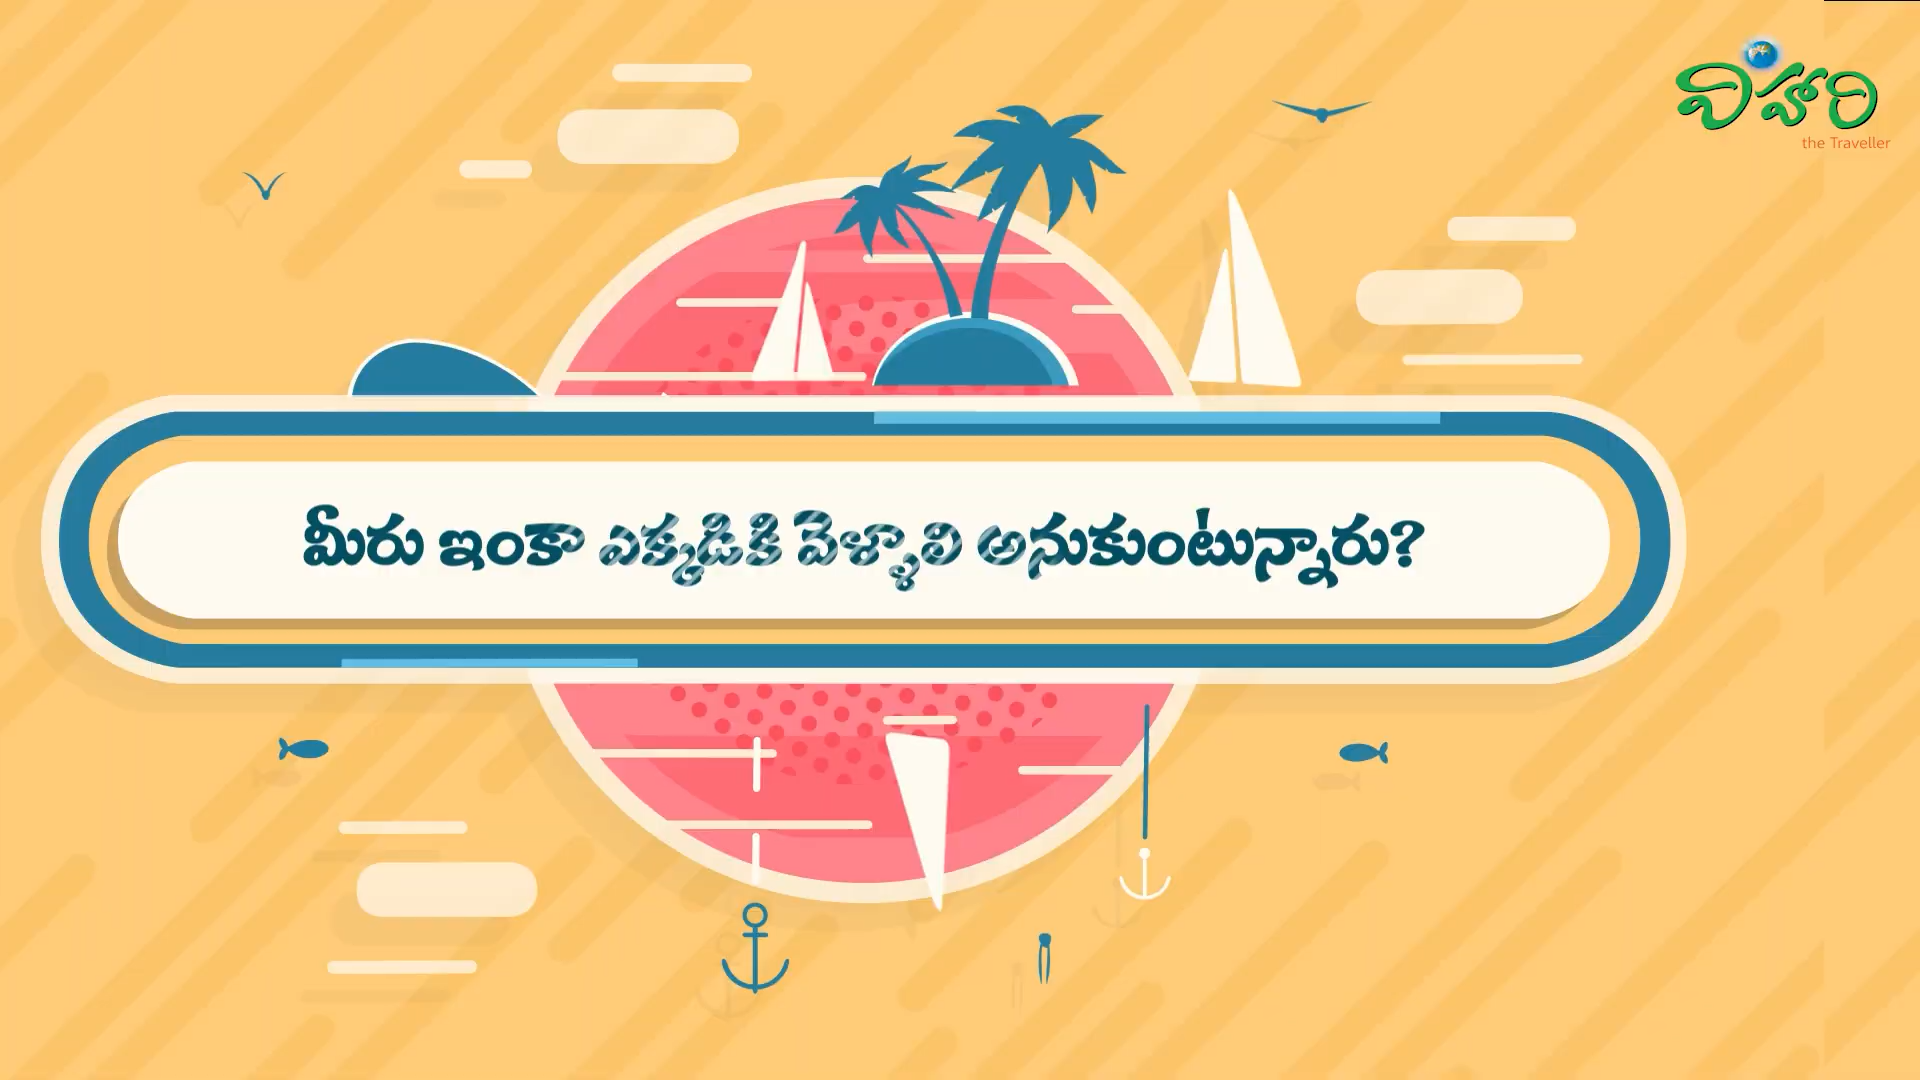 విహారి
the Traveller
మీరు ఇంకా ఎక్కడికి వెళ్ళాలి అనుకుంటున్నారు?